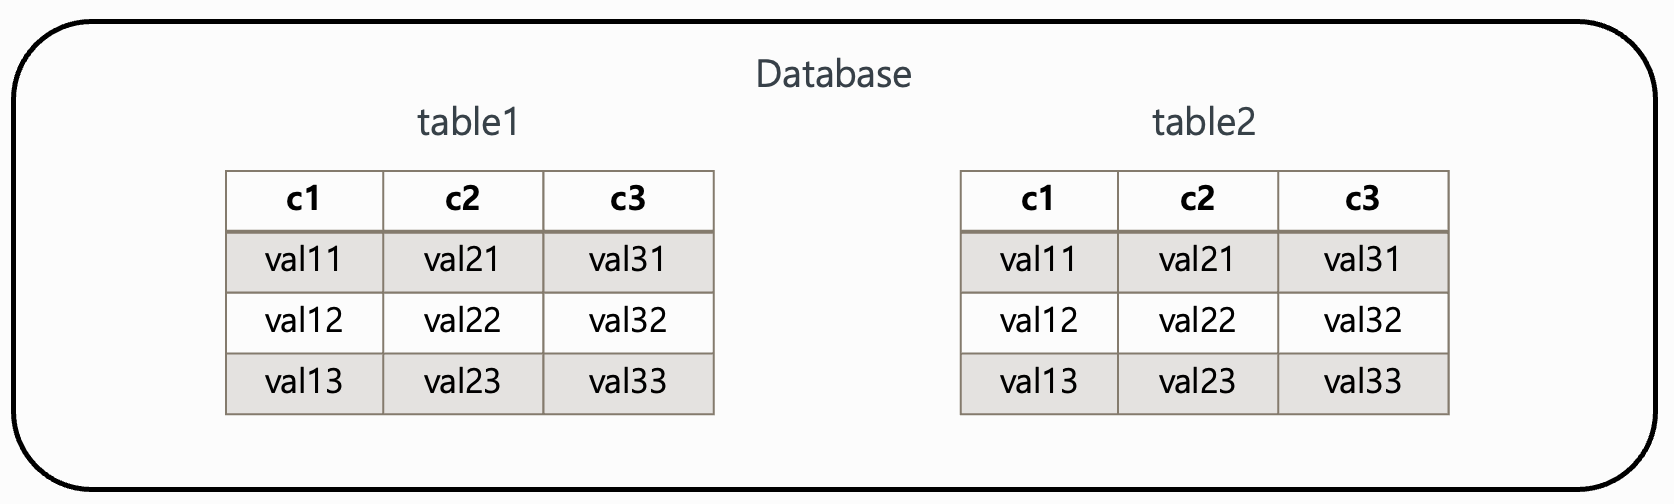 Database
table1
c1 c2 c3
val11 val21 val31
val12 val22 val32
val13 val23 val33
table2
c1 c2 c3
val11 val21 val31
val12 val22 val32
val13 val23 val33